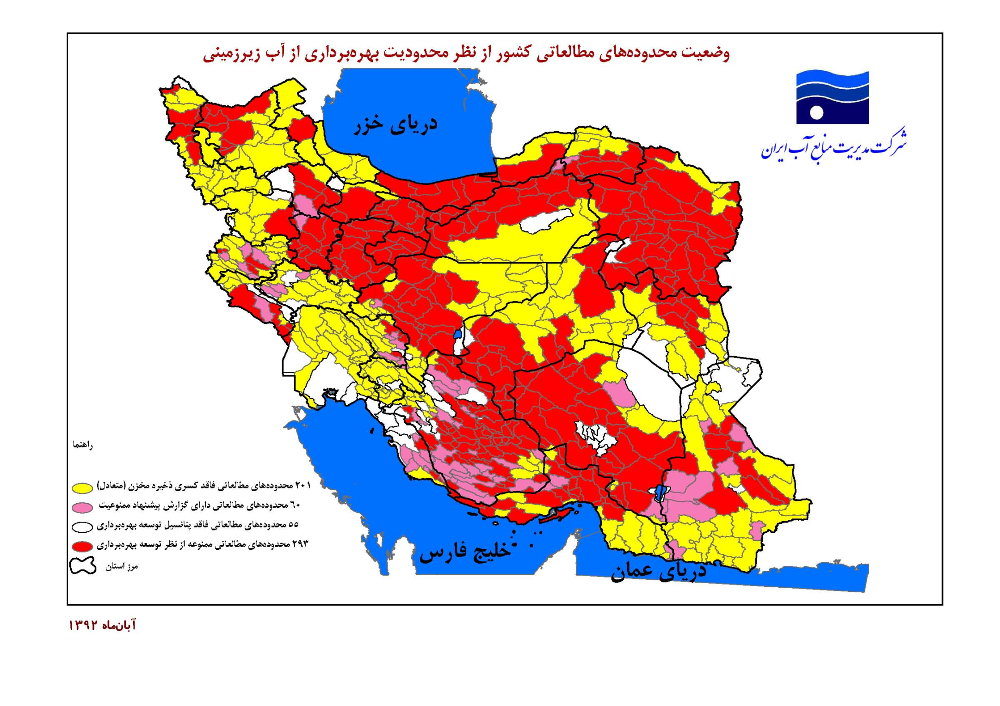 وضعیت محدوده‌های مطالعاتی کشور از نظر محدودیت بهره‌برداری از آب زیرزمینی
شرکت مدیریت منابع آب ایران
دریای خزر
راهنما
۲۰۱ محدوده‌های مطالعاتی فاقد کسری ذخیره مخزن (متعادل)
۶۰ محدوده‌های مطالعاتی دارای گزارش پیشنهاد ممنوعیت
۵۵ محدوده‌های مطالعاتی فاقد پتانسیل توسعه بهره‌برداری
۲۹۳ محدوده‌های مطالعاتی ممنوعه از نظر توسعه بهره‌برداری
مرز استان
خلیج فارس
دریای عمان
آبان‌ماه ۱۳۹۲